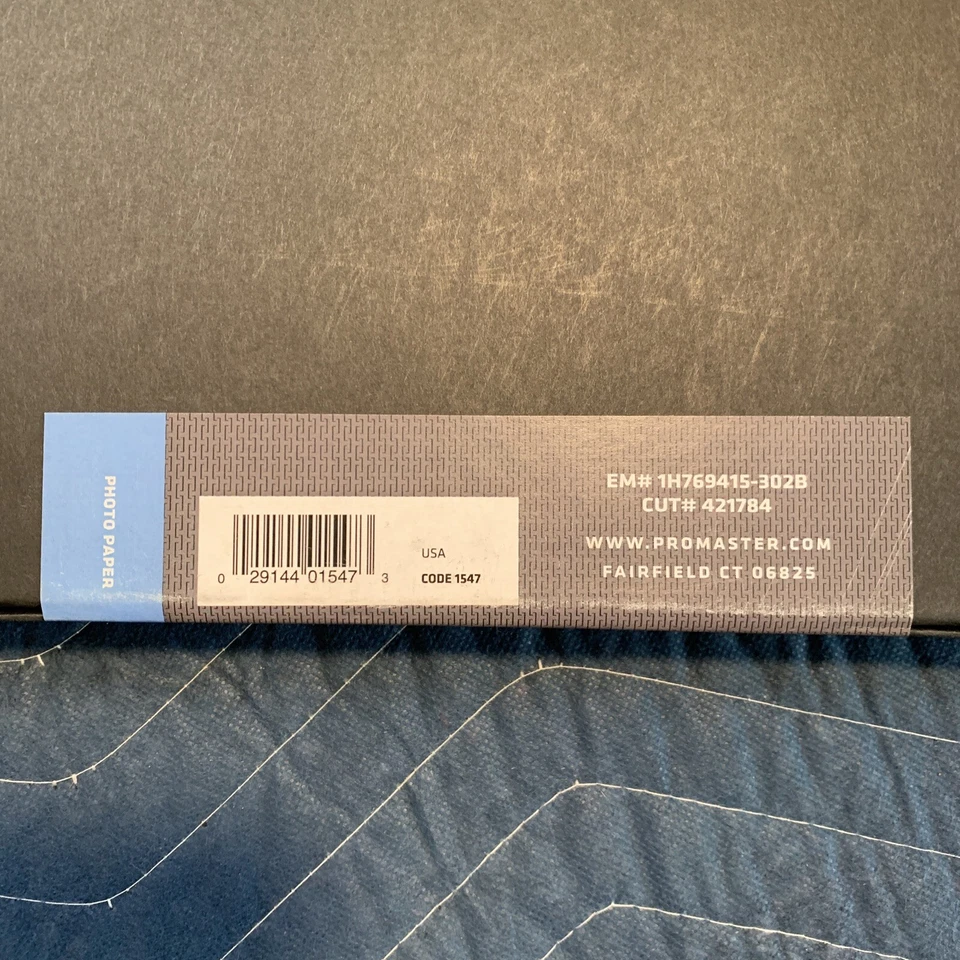 PHOTO PAPER
0 29144 01547 3
USA
CODE 1547
EM# 1H769415-302B
CUT# 421784
WWW.PROMASTER.COM
FAIRFIELD CT 06825